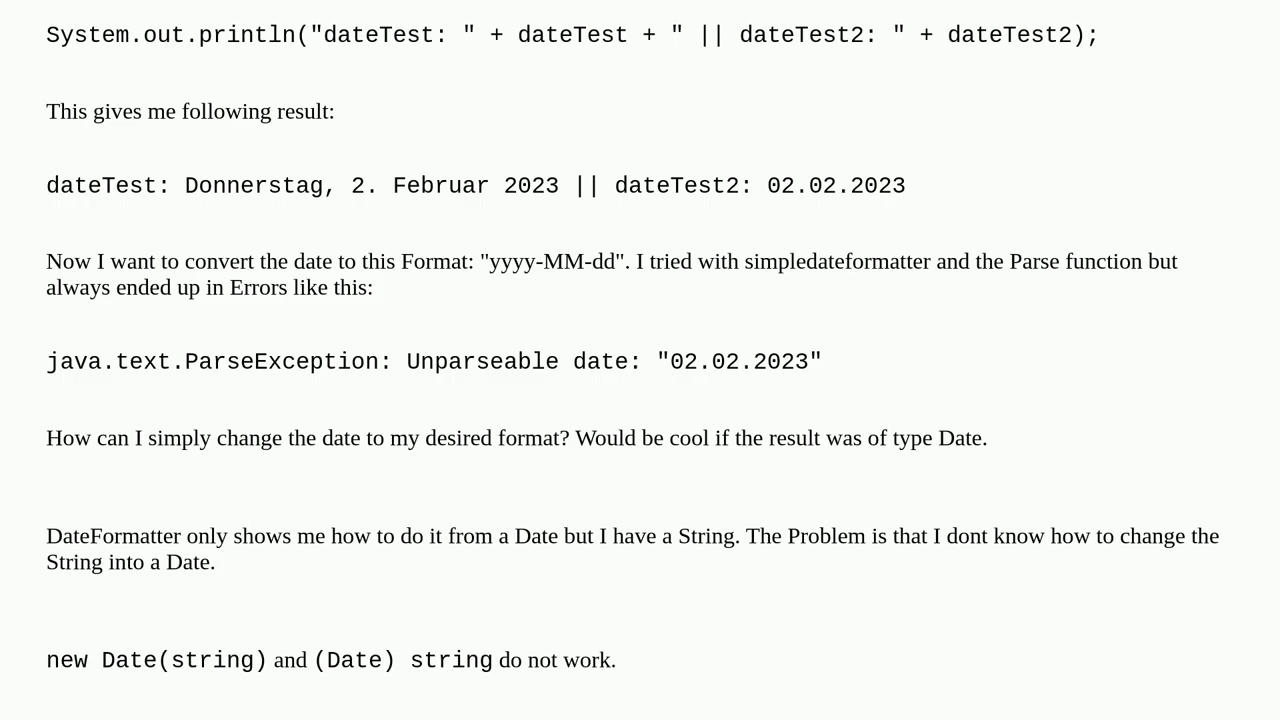 System.out.println("dateTest: " + dateTest + " || dateTest2: " + dateTest2);
This gives me following result:
dateTest: Donnerstag, 2. Februar 2023 || dateTest2: 02.02.2023
Now I want to convert the date to this Format: "yyyy-MM-dd". I tried with simpledateformatter and the Parse function but
always ended up in Errors like this:
java.text.ParseException: Unparseable date: "02.02.2023"
How can I simply change the date to my desired format? Would be cool if the result was of type Date.
DateFormatter only shows me how to do it from a Date but I have a String. The Problem is that I dont know how to change the
String into a Date.
new Date(string) and (Date) string do not work.